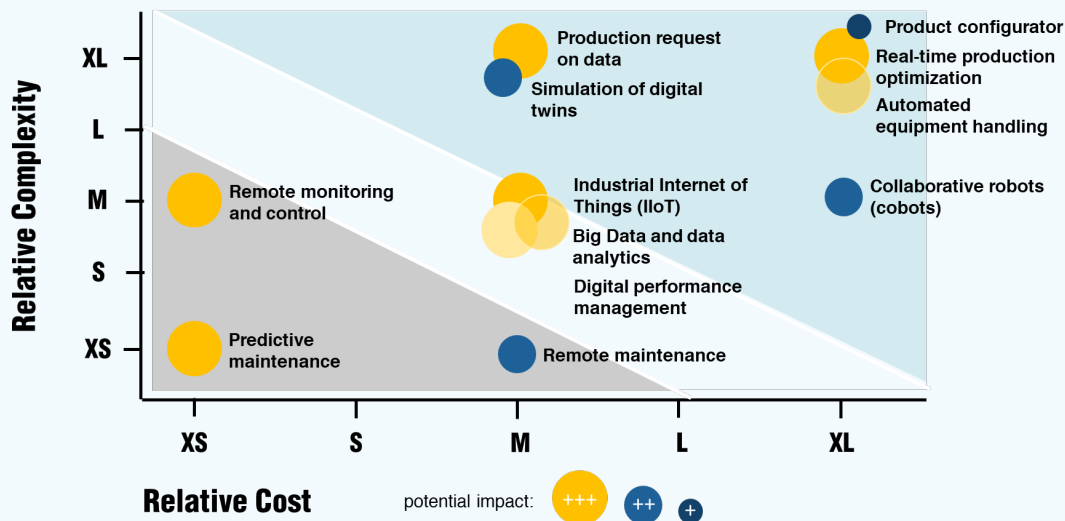 Relative Complexity
XL
L
M
S
XS
Production request
on data
Simulation of digital
twins
Product configurator
Real-time production
optimization
Automated
equipment handling
Remote monitoring
and control
Industrial Internet of
Things (IIoT)
Big Data and data
analytics
Digital performance
management
Collaborative robots
(cobots)
Predictive
maintenance
Remote maintenance
XS
S
M
L
XL
Relative Cost
potential impact:
+++
++
+